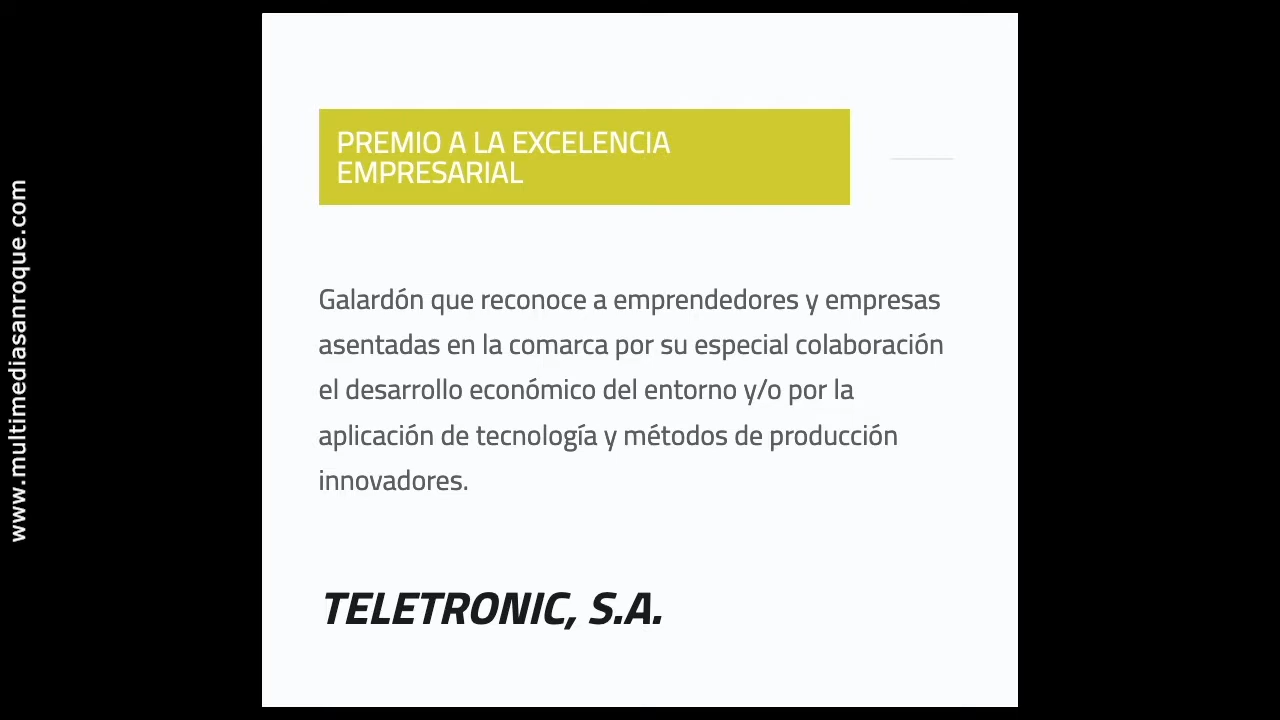 PREMIO A LA EXCELENCIA
EMPRESARIAL
Galardón que reconoce a emprendedores y empresas
asentadas en la comarca por su especial colaboración
el desarrollo económico del entorno y/o por la
aplicación de tecnología y métodos de producción
innovadores.
TELETRONIC, S.A.
www.multimediasanroque.com